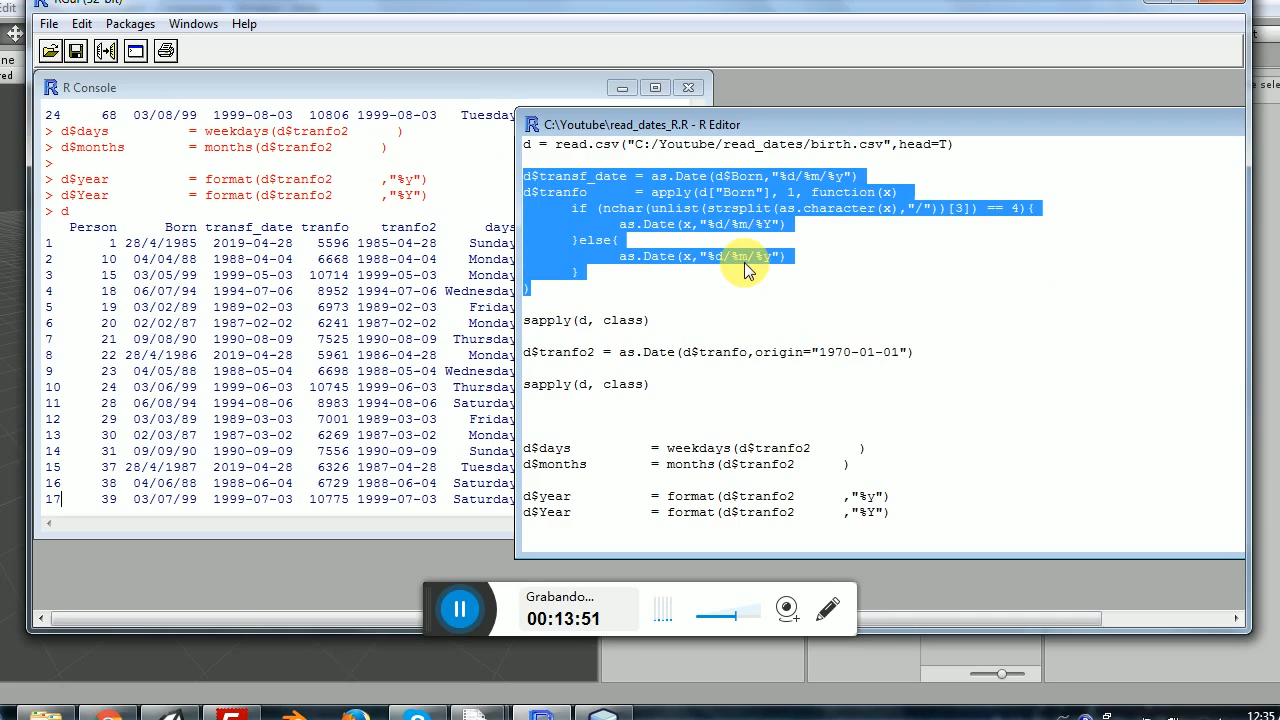 File Edit Packages Windows Help
R Console
24 68 03/08/99 1999-08-03 10806 1999-08-03 Tuesday
> d$days = weekdays(d$tranfo2 )
> d$months = months(d$tranfo2 )
>
> d$year = format(d$tranfo2 ,"%y")
> d$Year = format(d$tranfo2 ,"%Y")
> d
Person Born transf_date tranfo tranfo2 days
1 1 28/4/1985 2019-04-28 5596 1985-04-28 Sunday
2 10 04/04/88 1988-04-04 6668 1988-04-04 Monday
3 15 03/05/99 1999-05-03 10714 1999-05-03 Monday
4 18 06/07/94 1994-07-06 8952 1994-07-06 Wednesday
5 19 03/02/89 1989-02-03 6973 1989-02-03 Friday
6 20 02/02/87 1987-02-02 6241 1987-02-02 Monday
7 21 09/08/90 1990-08-09 7525 1990-08-09 Thursday
8 22 28/4/1986 2019-04-28 5961 1986-04-28 Monday
9 23 04/05/88 1988-05-04 6698 1988-05-04 Wednesday
10 24 03/06/99 1999-06-03 10745 1999-06-03 Thursday
11 28 06/08/94 1994-08-06 8983 1994-08-06 Saturday
12 29 03/03/89 1989-03-03 7001 1989-03-03 Friday
13 30 02/03/87 1987-03-02 6269 1987-03-02 Monday
14 31 09/09/90 1990-09-09 7556 1990-09-09 Sunday
15 37 28/4/1987 2019-04-28 6326 1987-04-28 Tuesday
16 38 04/06/88 1988-06-04 6729 1988-06-04 Saturday
17 39 03/07/99 1999-07-03 10775 1999-07-03 Saturday
C:\Youtube\read_dates_R.R - R Editor
d = read.csv("C:/Youtube/read_dates/birth.csv",head=T)
d$transf_date = as.Date(d$Born,"%d/%m/%y")
d$tranfo = apply(d["Born"], 1, function(x)
if (nchar(unlist(strsplit(as.character(x),"/"))[3]) == 4){
as.Date(x,"%d/%m/%Y")
}else{
as.Date(x,"%d/%m/%y")
}
)
sapply(d, class)
d$tranfo2 = as.Date(d$tranfo,origin="1970-01-01")
sapply(d, class)
d$days = weekdays(d$tranfo2 )
d$months = months(d$tranfo2 )
d$year = format(d$tranfo2 ,"%y")
d$Year = format(d$tranfo2 ,"%Y")
Grabando...
00:13:51
12:35